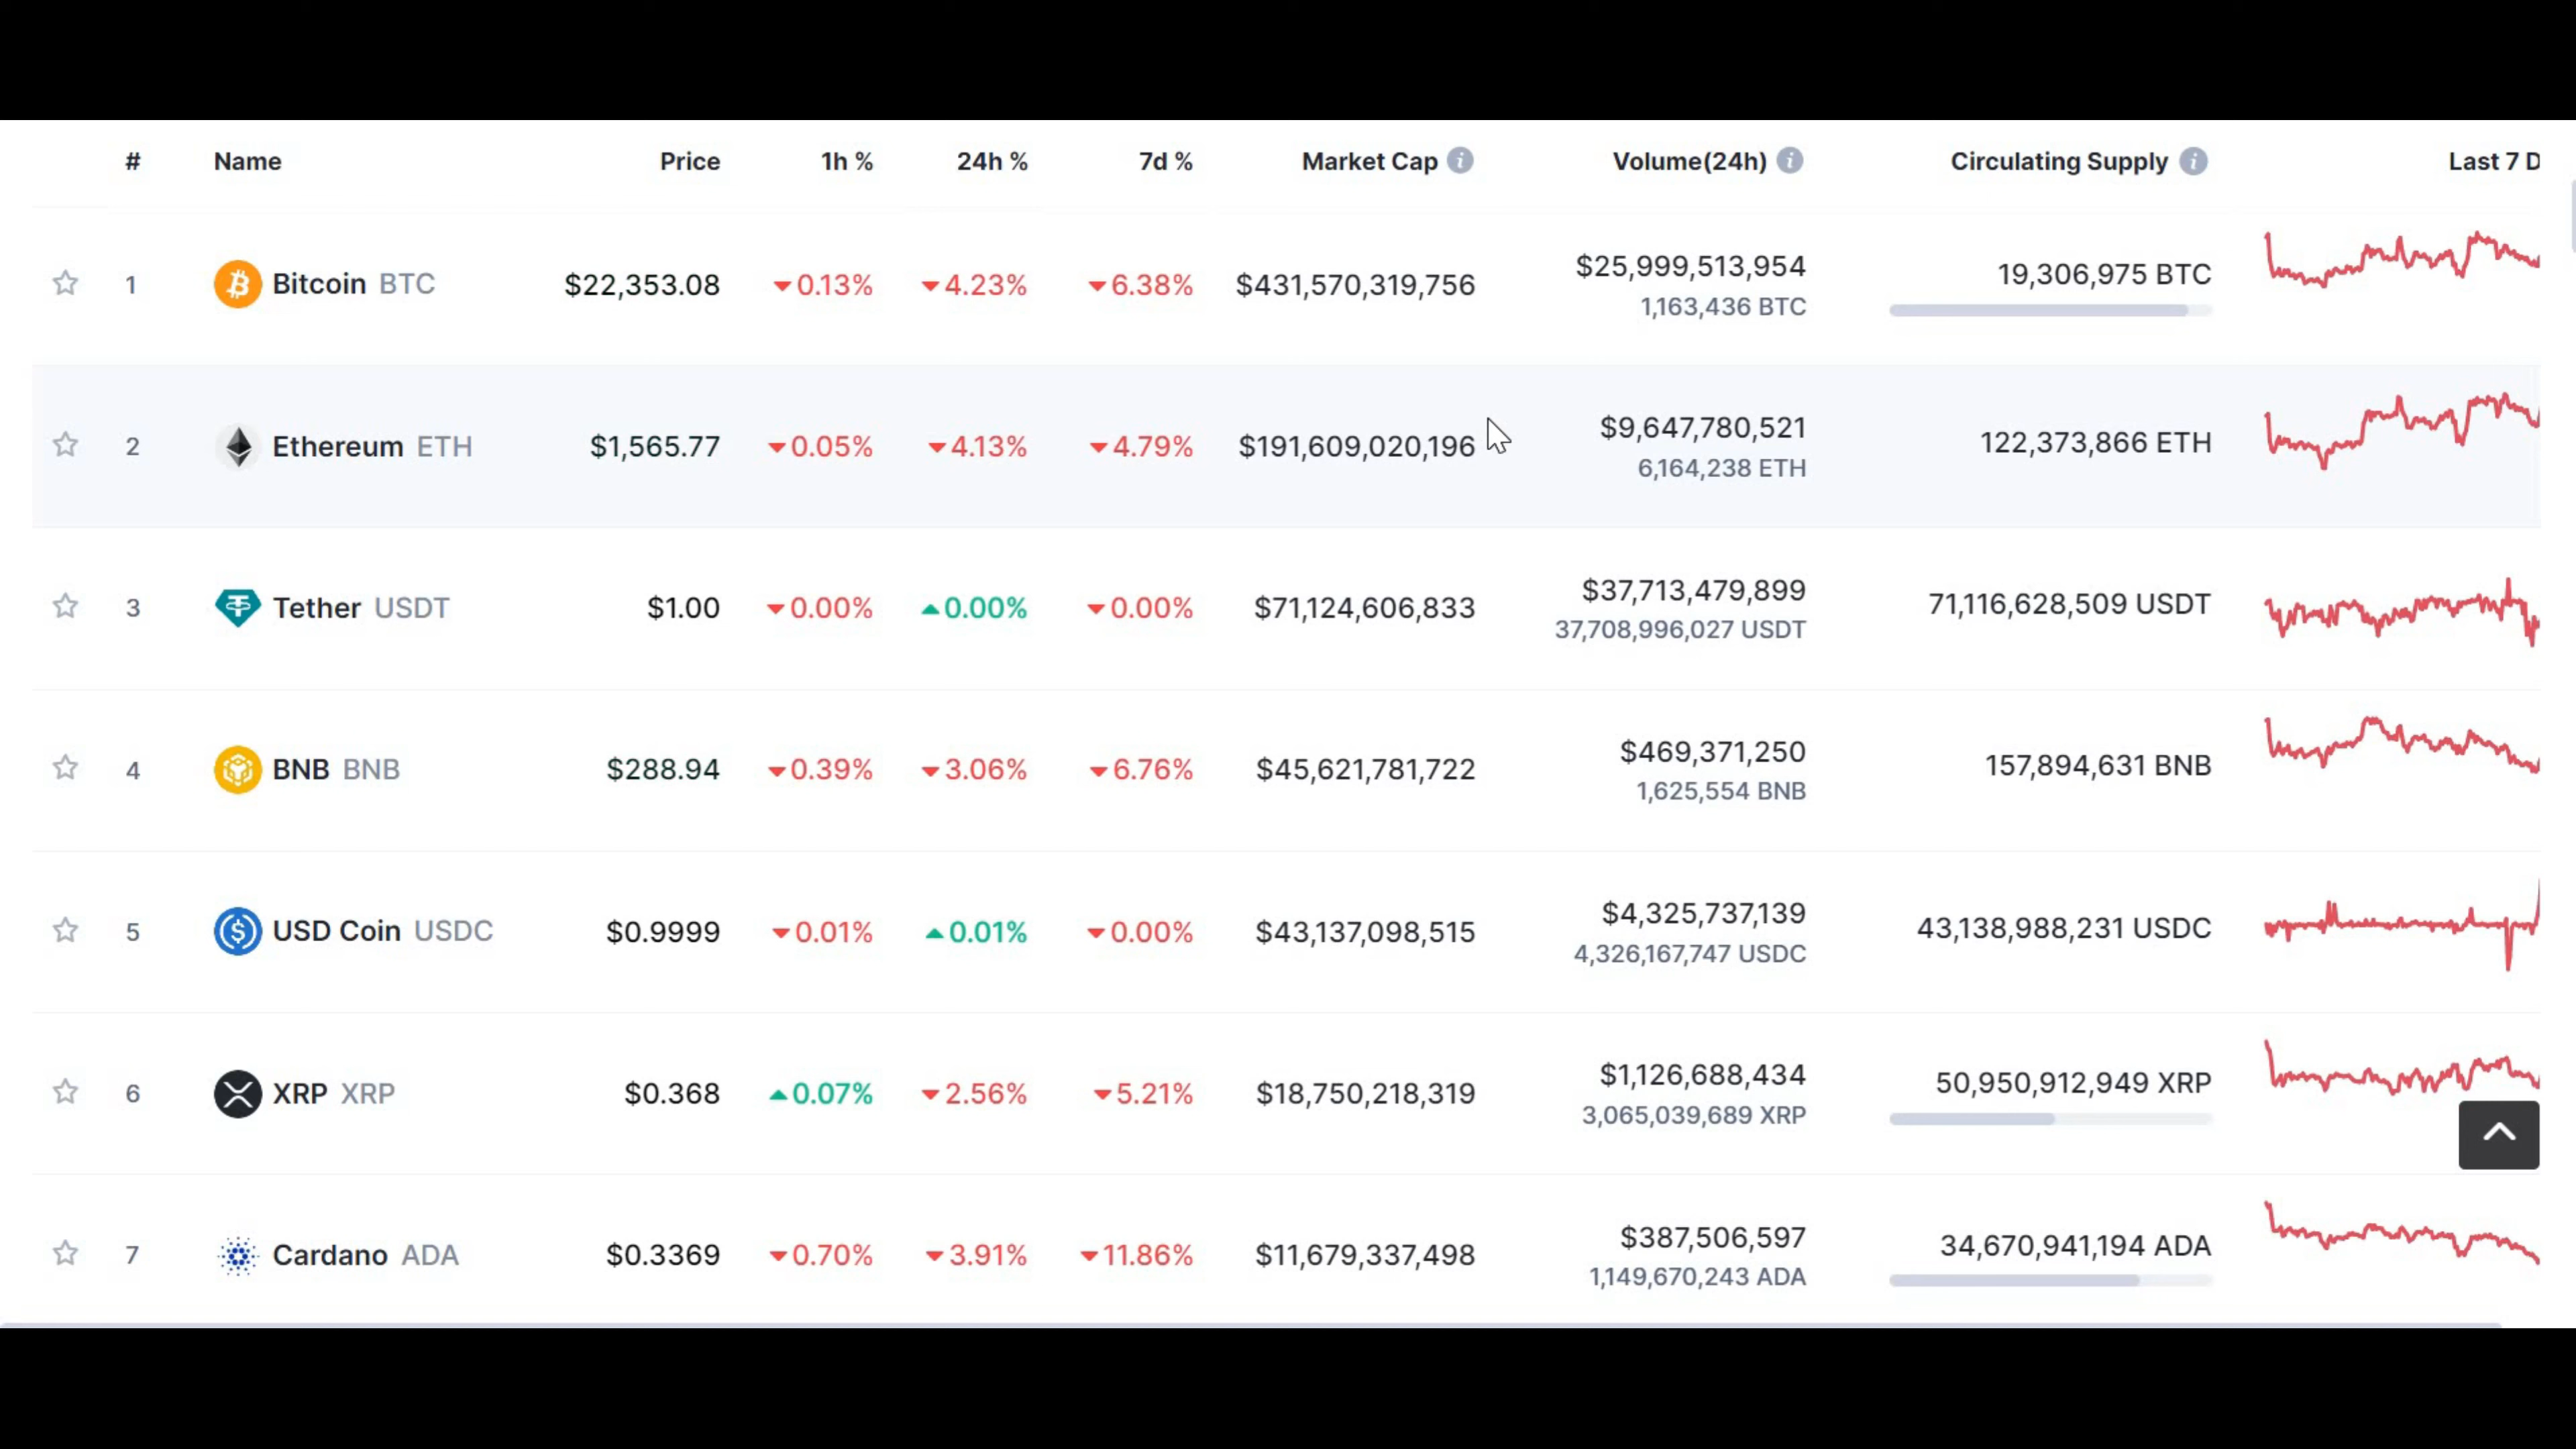 # Name Price 1h % 24h % 7d % Market Cap Volume(24h) Circulating Supply Last 7 D
1 Bitcoin BTC $22,353.08 0.13% 4.23% 6.38% $431,570,319,756 $25,999,513,954 19,306,975 BTC
1,163,436 BTC
2 Ethereum ETH $1,565.77 0.05% 4.13% 4.79% $191,609,020,196 $9,647,780,521 122,373,866 ETH
6,164,238 ETH
3 Tether USDT $1.00 0.00% 0.00% 0.00% $71,124,606,833 $37,713,479,899 71,116,628,509 USDT
37,708,996,027 USDT
4 BNB BNB $288.94 0.39% 3.06% 6.76% $45,621,781,722 $469,371,250 157,894,631 BNB
1,625,554 BNB
5 USD Coin USDC $0.9999 0.01% 0.01% 0.00% $43,137,098,515 $4,325,737,139 43,138,988,231 USDC
4,326,167,747 USDC
6 XRP XRP $0.368 0.07% 2.56% 5.21% $18,750,218,319 $1,126,688,434 50,950,912,949 XRP
3,065,039,689 XRP
7 Cardano ADA $0.3369 0.70% 3.91% 11.86% $11,679,337,498 $387,506,597 34,670,941,194 ADA
1,149,670,243 ADA